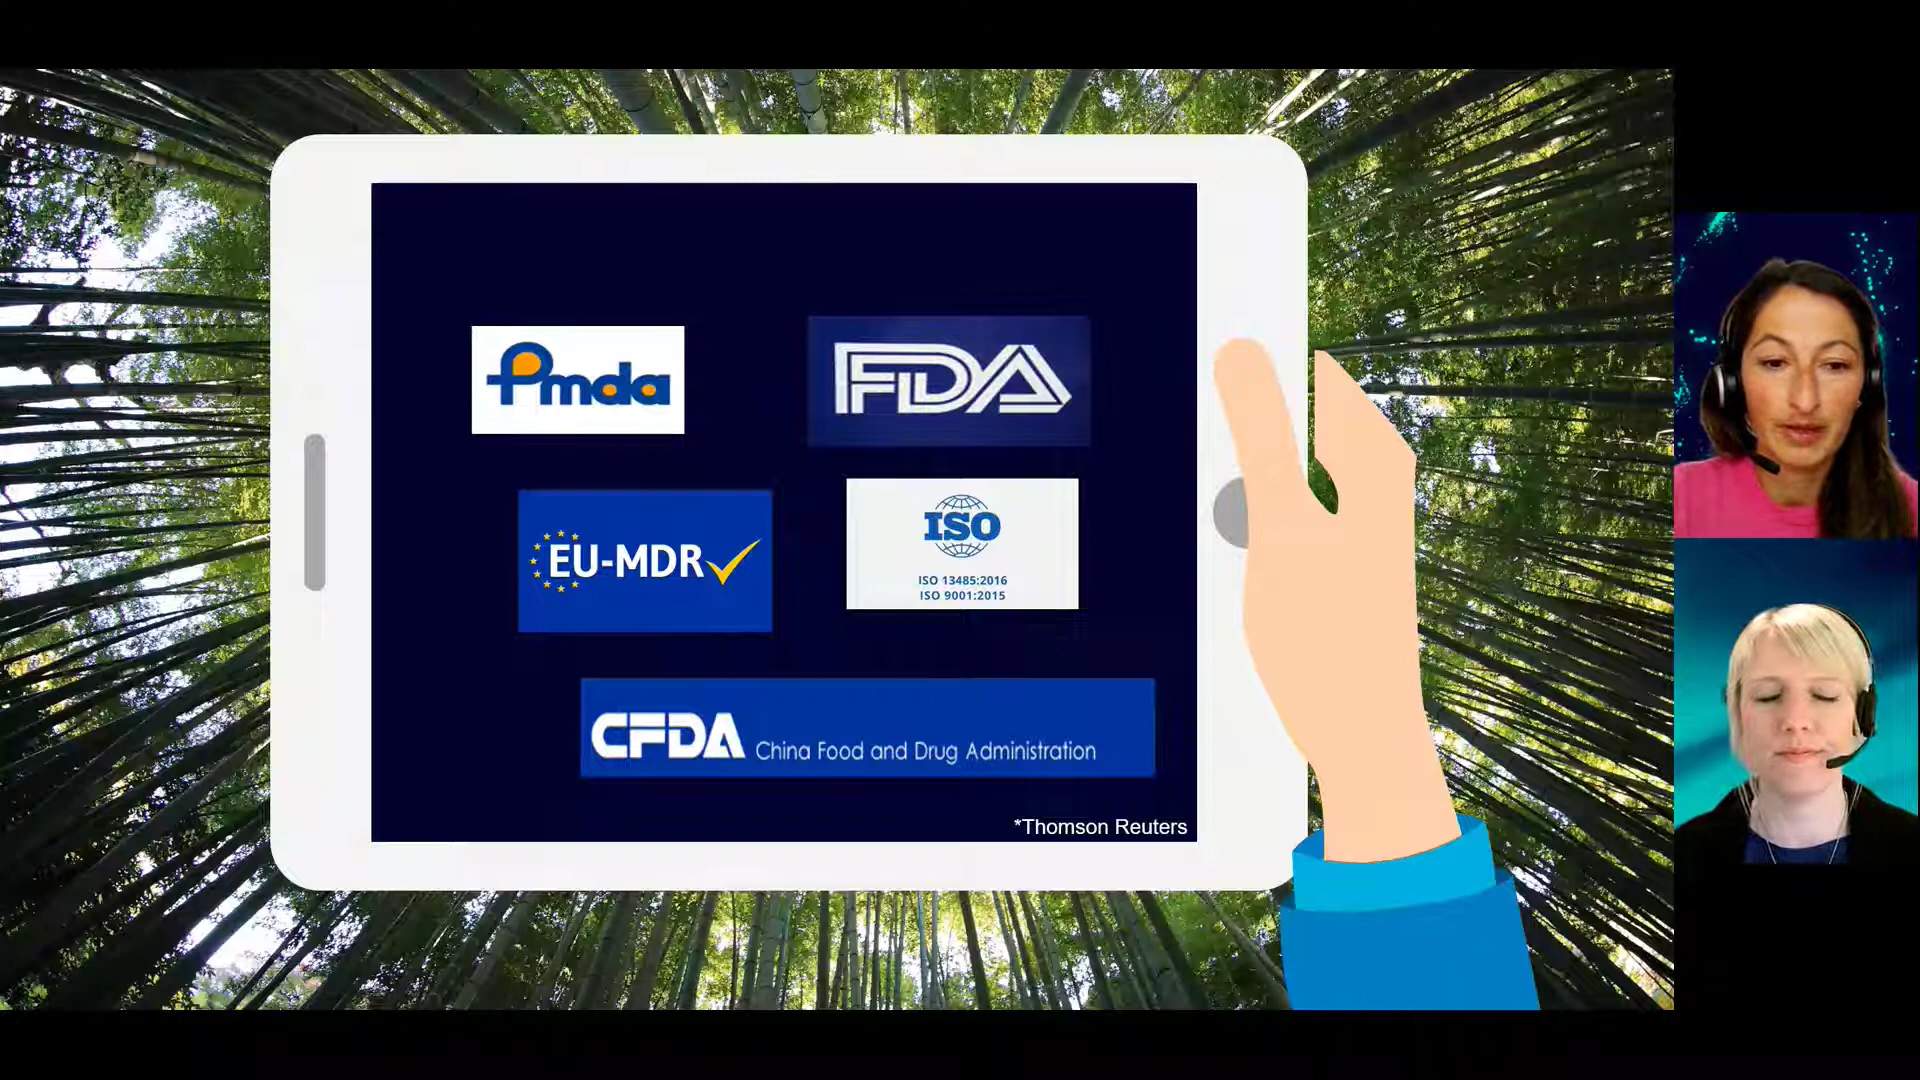 Pmda
FDA
EU-MDR
ISO
ISO 13485:2016
ISO 9001:2015
CFDA China Food and Drug Administration
*Thomson Reuters